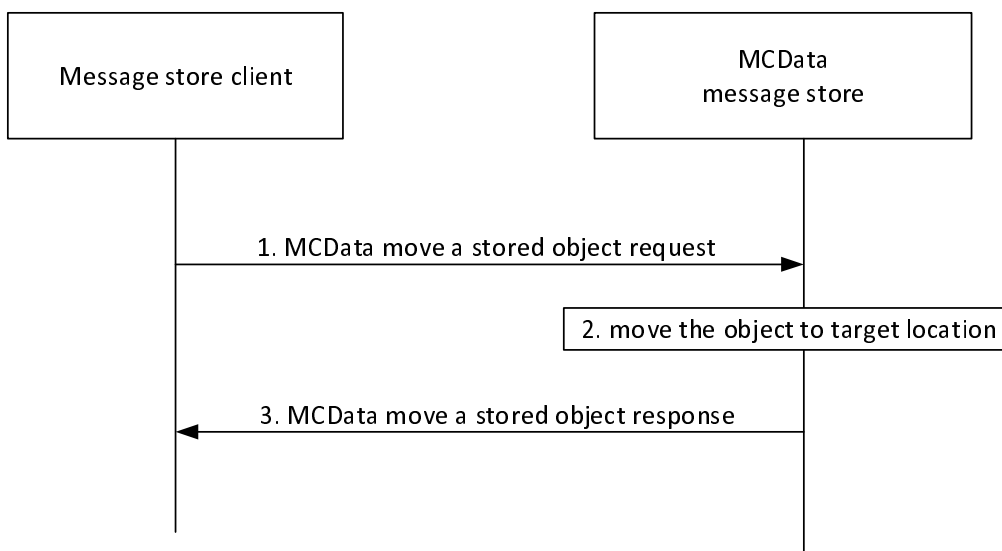 Message store client
MCData
message store
1. MCData move a stored object request
2. move the object to target location
3. MCData move a stored object response